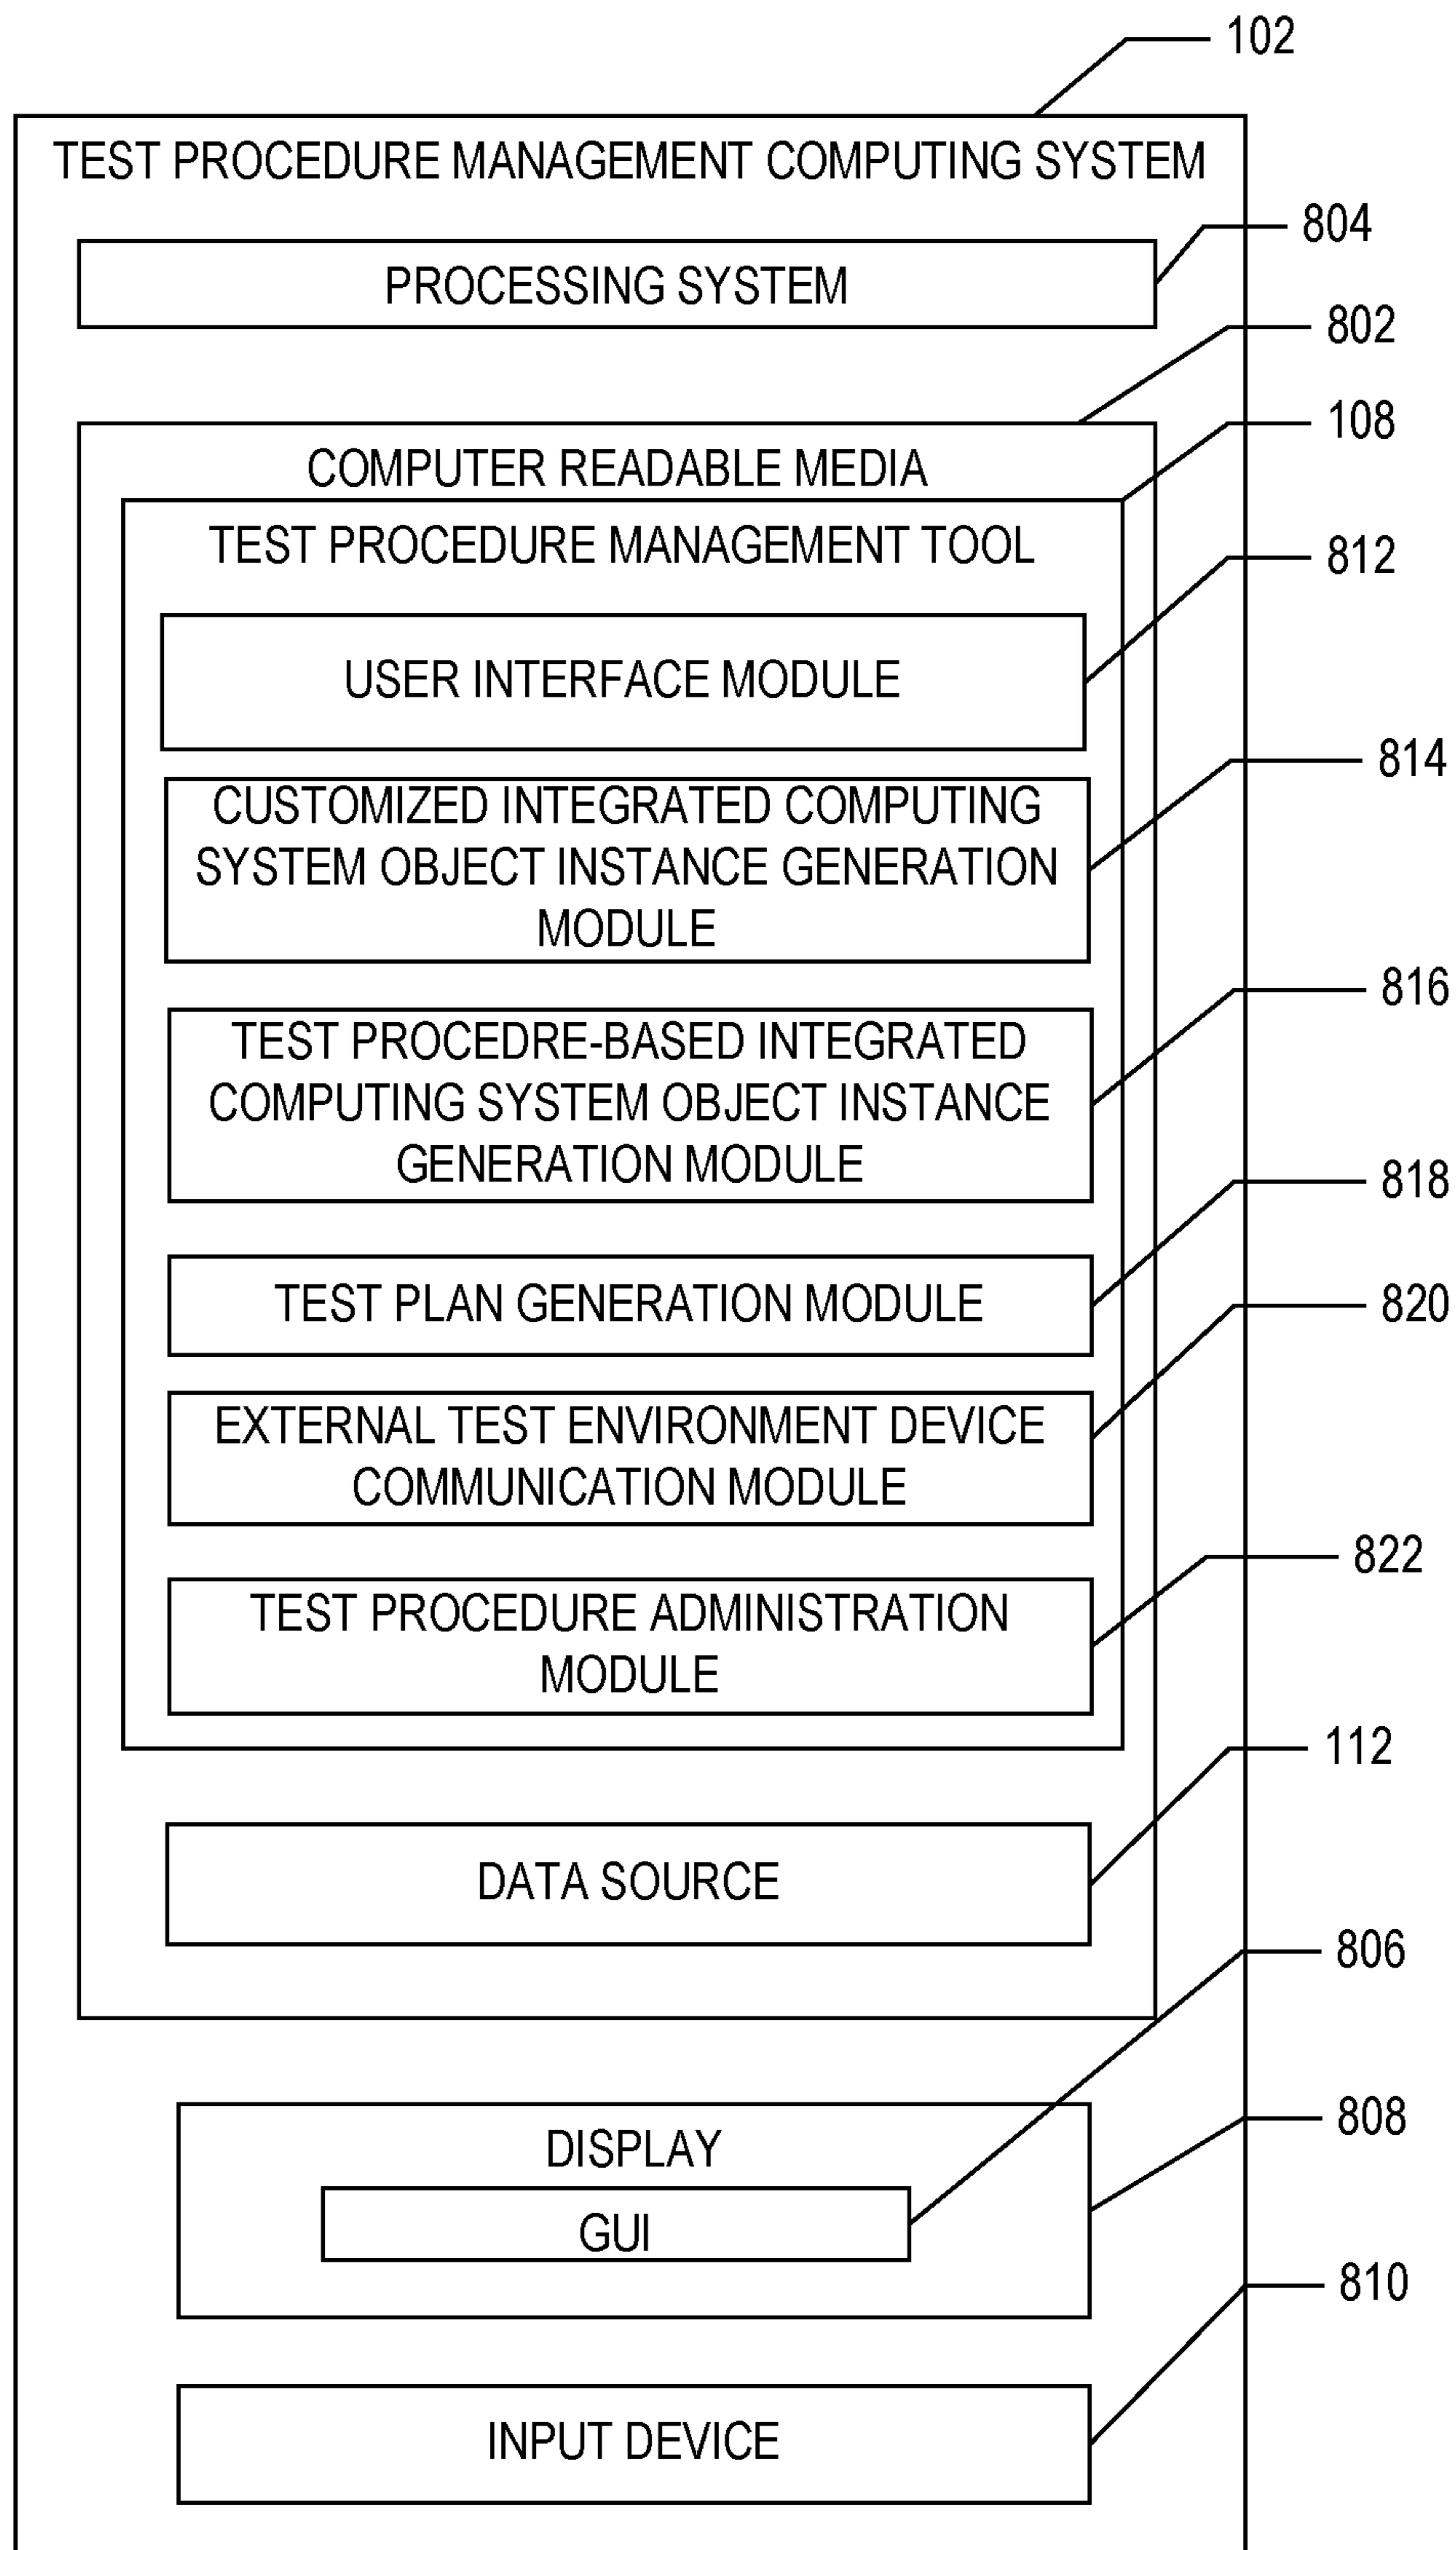 102
TEST PROCEDURE MANAGEMENT COMPUTING SYSTEM
804
PROCESSING SYSTEM
802
COMPUTER READABLE MEDIA
108
TEST PROCEDURE MANAGEMENT TOOL
812
USER INTERFACE MODULE
814
CUSTOMIZED INTEGRATED COMPUTING
SYSTEM OBJECT INSTANCE GENERATION
MODULE
816
TEST PROCEDRE-BASED INTEGRATED
COMPUTING SYSTEM OBJECT INSTANCE
GENERATION MODULE
818
TEST PLAN GENERATION MODULE
820
EXTERNAL TEST ENVIRONMENT DEVICE
COMMUNICATION MODULE
822
TEST PROCEDURE ADMINISTRATION
MODULE
112
DATA SOURCE
806
808
DISPLAY
GUI
810
INPUT DEVICE